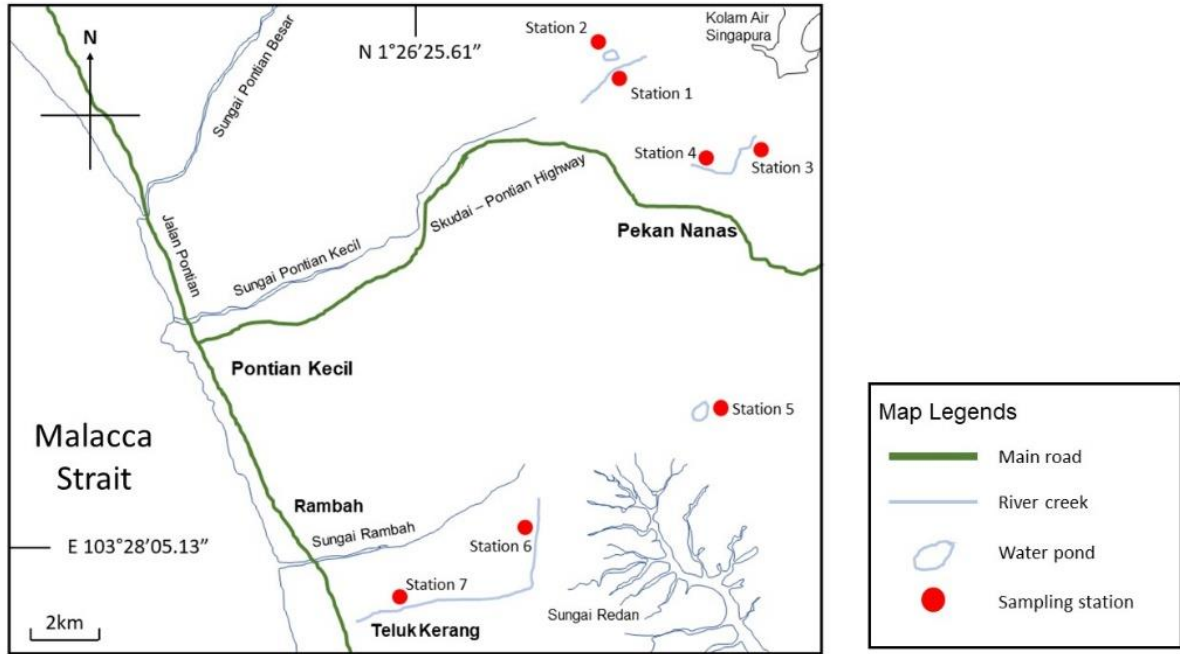 N
Sungai Pontian Besar
N 1°26’25.61”
Station 2
Kolam Air
Singapura
Station 1
Station 4
Station 3
Jalan Pontian
Sungai Pontian Kecil
Skudai – Pontian Highway
Pekan Nanas
Pontian Kecil
Malacca
Strait
Station 5
Rambah
Sungai Rambah
E 103°28’05.13”
Station 6
Station 7
Teluk Kerang
Sungai Redan
2km
Map Legends
Main road
River creek
Water pond
Sampling station